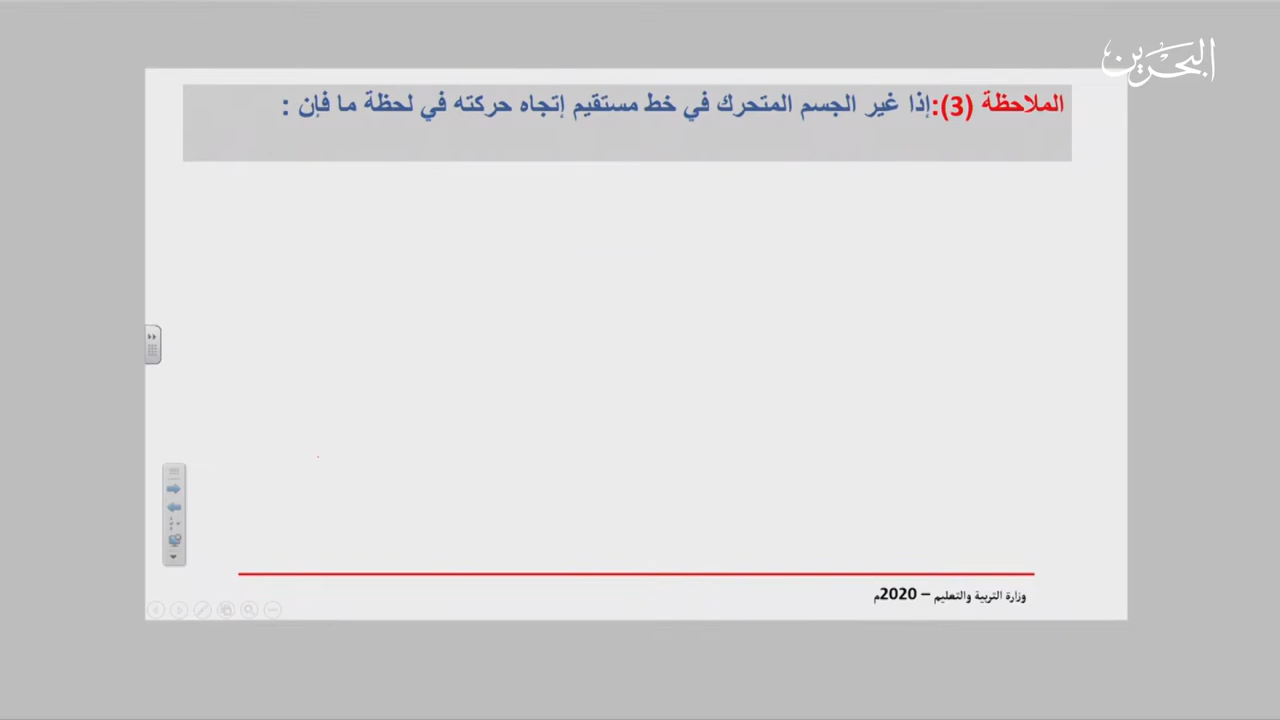 البحرين
الملاحظة (3):إذا غير الجسم المتحرك في خط مستقيم إتجاه حركته في لحظة ما فإن :
وزارة التربية والتعليم – 2020م